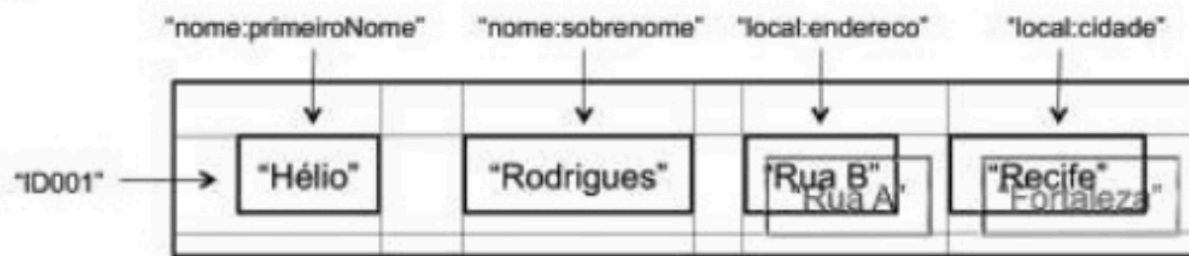 "nome:primeiroNome" "nome:sobrenome" "local:endereco" "local:cidade"
"ID001" "Hélio" "Rodrigues" "Rua B" "Recife"
"Rua A" "Fortaleza"